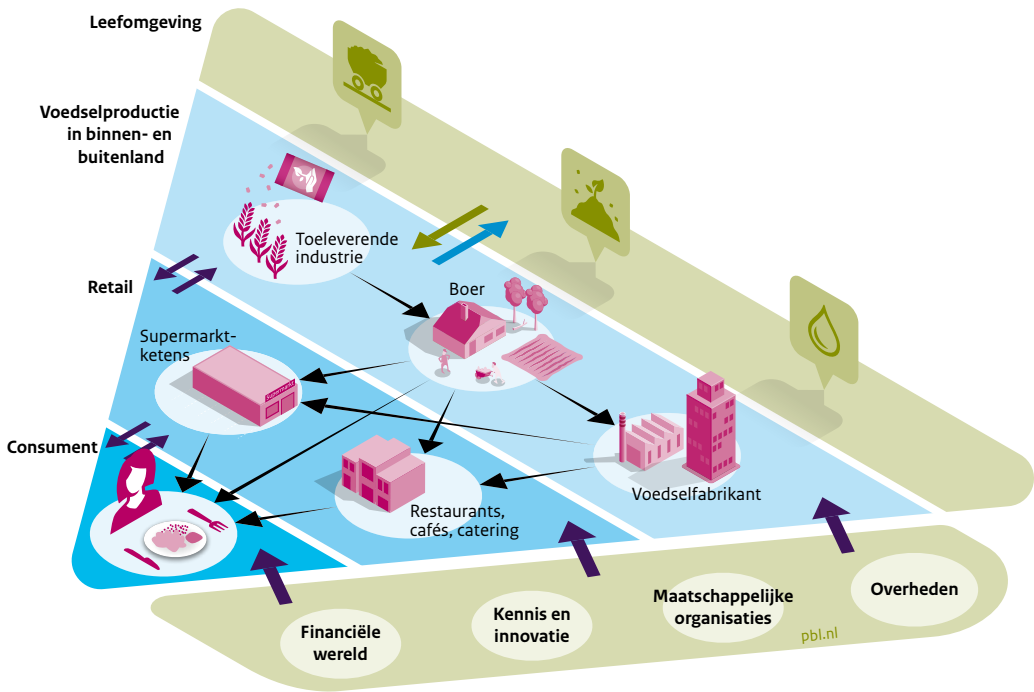 Leefomgeving
Voedselproductie
in binnen- en
buitenland
Toeleverende
industrie
Boer
Retail
Supermarkt-
ketens
Supermarkt
Consument
Voedselfabrikant
Restaurants,
cafés, catering
Overheden
Maatschappelijke
organisaties
Kennis en
innovatie
Financiële
wereld
pbl.nl